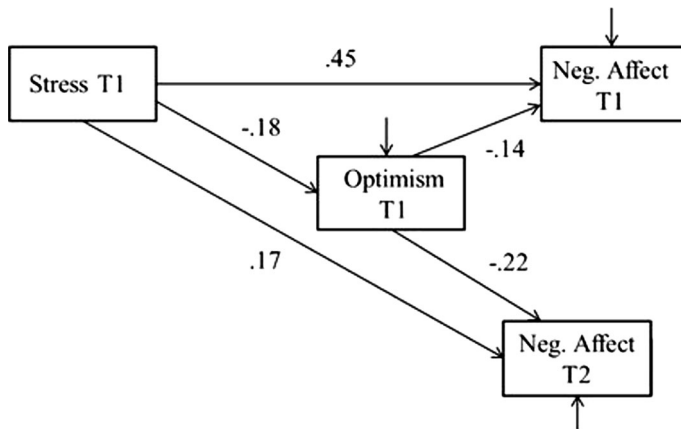 .45
Neg. Affect
T1
Stress T1
-.18
-.14
Optimism
T1
.17
-.22
Neg. Affect
T2